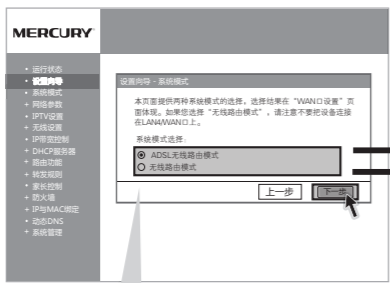 MERCURY
• 运行状态
• 设置向导
• 系统模式
+ 网络参数
• IPTV设置
+ 无线设置
• IP带宽控制
+ DHCP服务器
+ 路由功能
+ 转发规则
• 家长控制
+ 防火墙
+ IP与MAC绑定
• 动态DNS
+ 系统管理
设置向导 - 系统模式
本页面提供两种系统模式的选择，选择结果在“WAN口设置”页
面体现。如果您选择“无线路由模式”，请注意不要把设备连接
在LAN4/WAN口上。
系统模式选择:
ADSL无线路由模式
无线路由模式
上一步
下一步